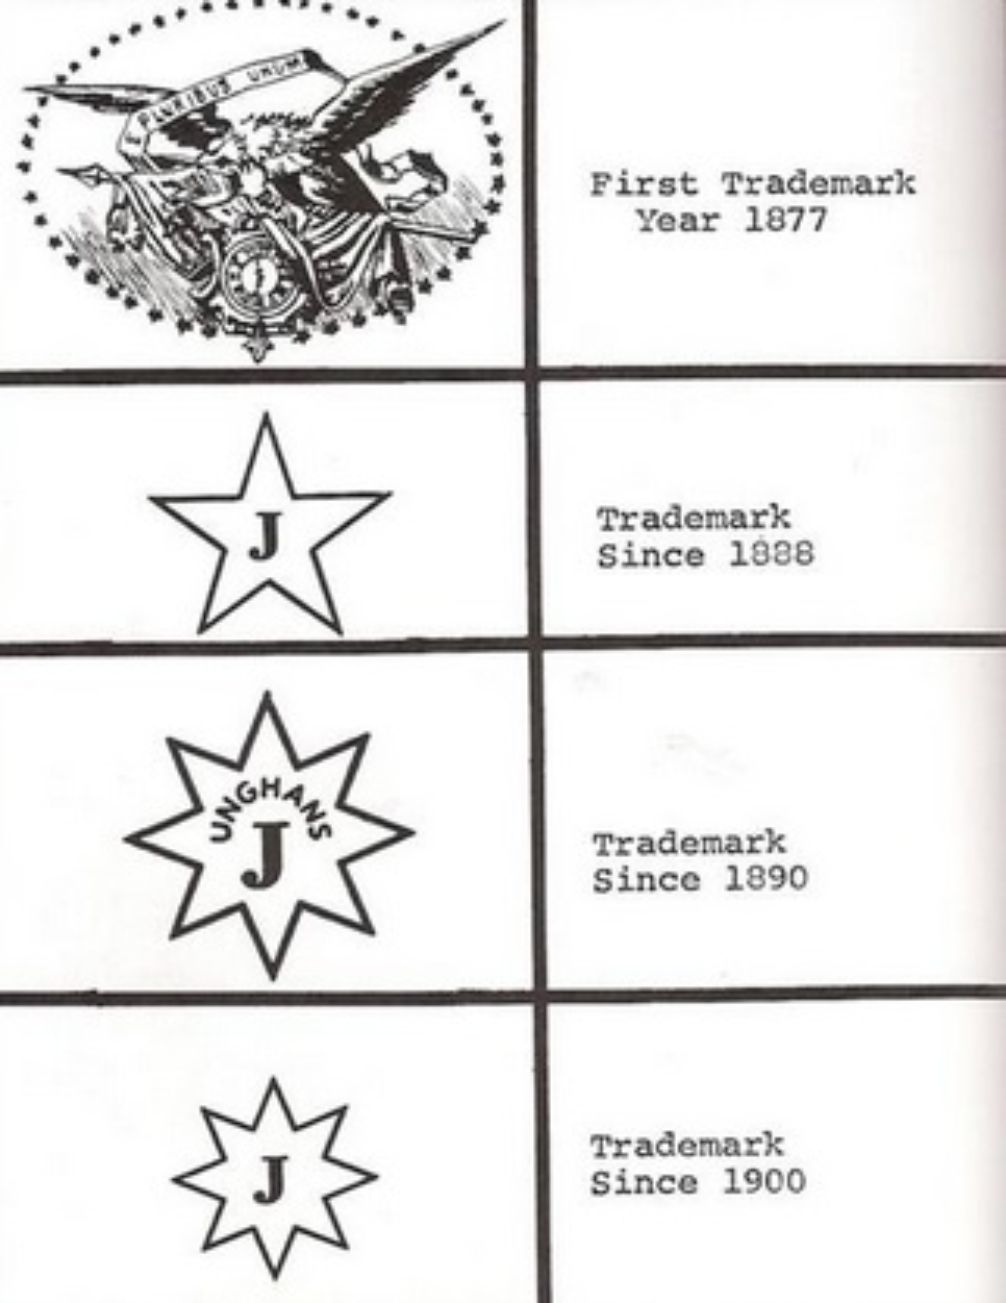 E PLURIBUS UNUM
First Trademark
Year 1877
J
Trademark
Since 1888
UNGHANS
J
Trademark
Since 1890
J
Trademark
Since 1900